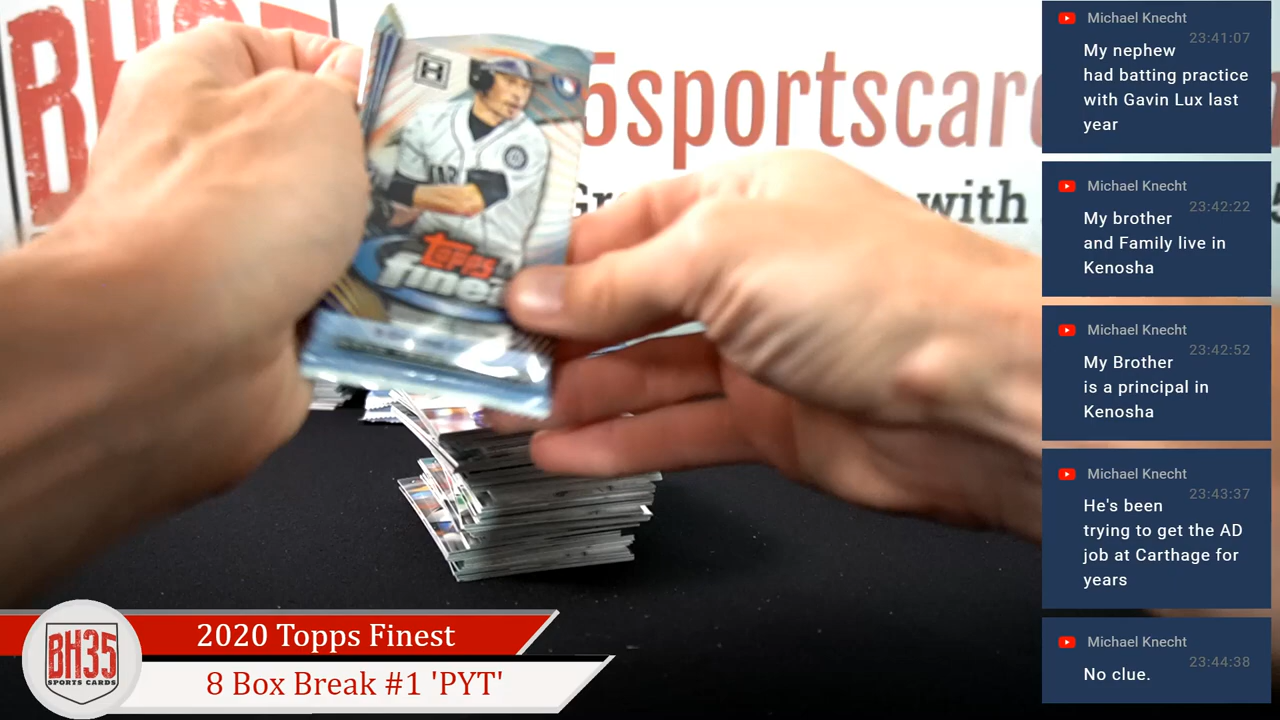 BH35
5sportscar
with
topps
fines
Michael Knecht
23:41:07
My nephew
had batting practice
with Gavin Lux last
year
Michael Knecht
23:42:22
My brother
and Family live in
Kenosha
Michael Knecht
23:42:52
My Brother
is a principal in
Kenosha
Michael Knecht
23:43:37
He's been
trying to get the AD
job at Carthage for
years
Michael Knecht
23:44:38
No clue.
2020 Topps Finest
8 Box Break #1 'PYT'
BH35
SPORTS CARDS